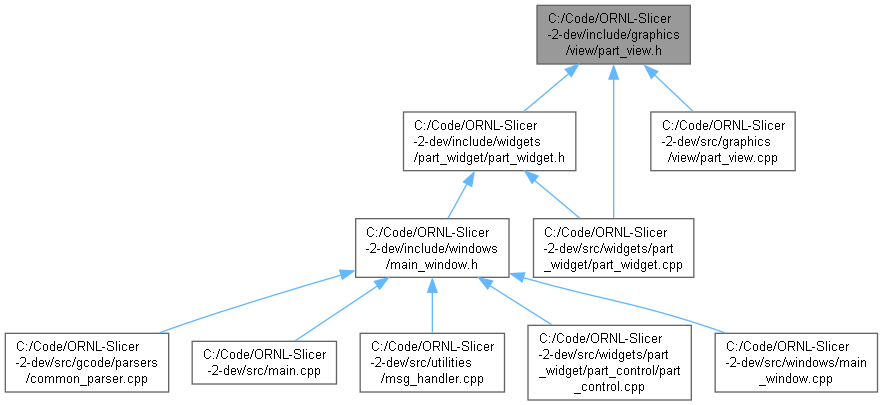 C:/Code/ORNL-Slicer
-2-dev/include/graphics
/view/part_view.h
C:/Code/ORNL-Slicer
-2-dev/include/widgets
/part_widget/part_widget.h
C:/Code/ORNL-Slicer
-2-dev/src/graphics
/view/part_view.cpp
C:/Code/ORNL-Slicer
-2-dev/include/windows
/main_window.h
C:/Code/ORNL-Slicer
-2-dev/src/widgets/part
_widget/part_widget.cpp
C:/Code/ORNL-Slicer
-2-dev/src/gcode/parsers
/common_parser.cpp
C:/Code/ORNL-Slicer
-2-dev/src/main.cpp
C:/Code/ORNL-Slicer
-2-dev/src/utilities
/msg_handler.cpp
C:/Code/ORNL-Slicer
-2-dev/src/widgets/part
_widget/part_control/part
_control.cpp
C:/Code/ORNL-Slicer
-2-dev/src/windows/main
_window.cpp